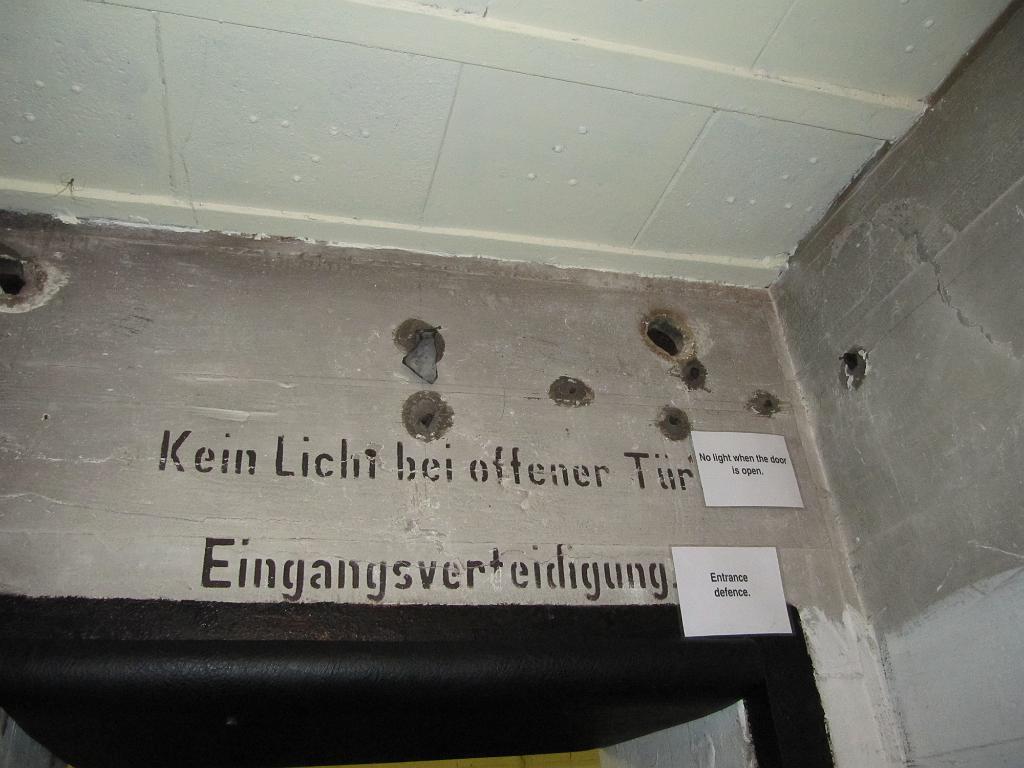 Kein Licht bei offener Tür
No light when the door
is open.
Eingangsverteidigung.
Entrance
defence.